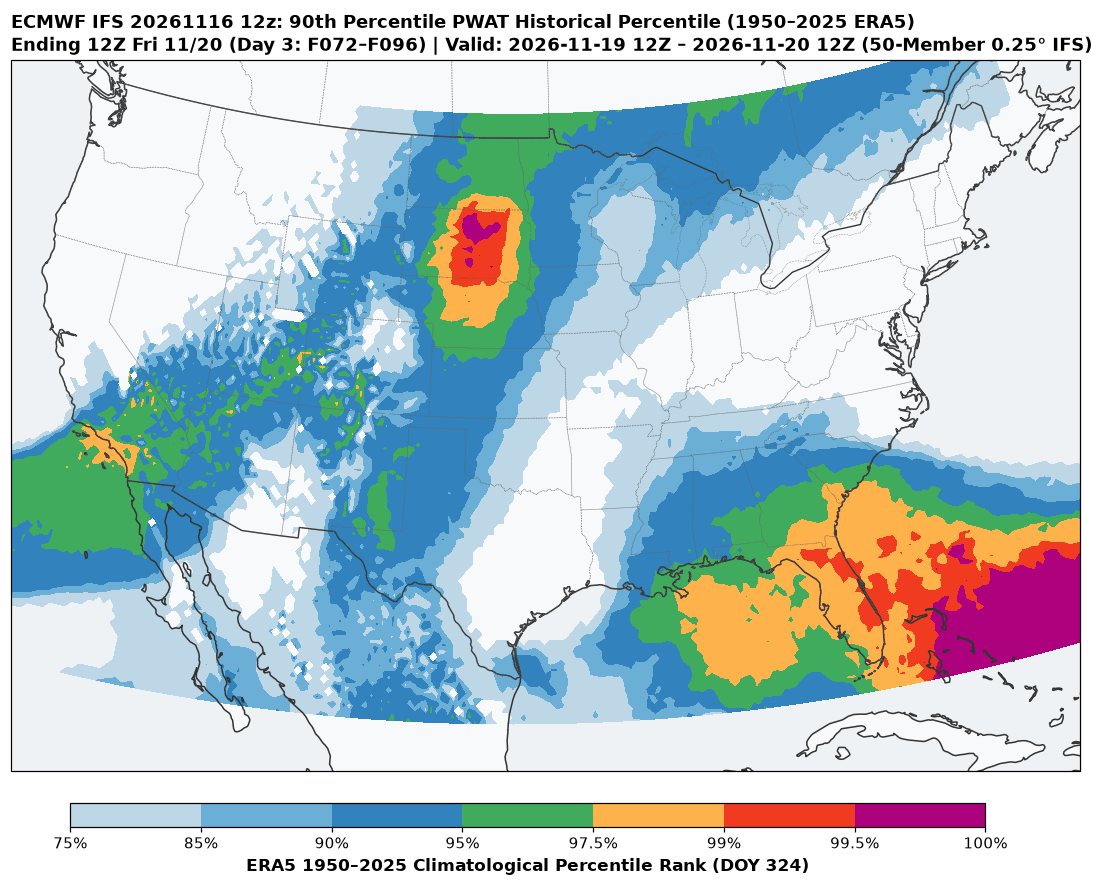 ECMWF IFS 20261116 12z: 90th Percentile PWAT Historical Percentile (1950–2025 ERA5)
Ending 12Z Fri 11/20 (Day 3: F072–F096) | Valid: 2026-11-19 12Z – 2026-11-20 12Z (50-Member 0.25° IFS)
75% 85% 90% 95% 97.5% 99% 99.5% 100%
ERA5 1950–2025 Climatological Percentile Rank (DOY 324)